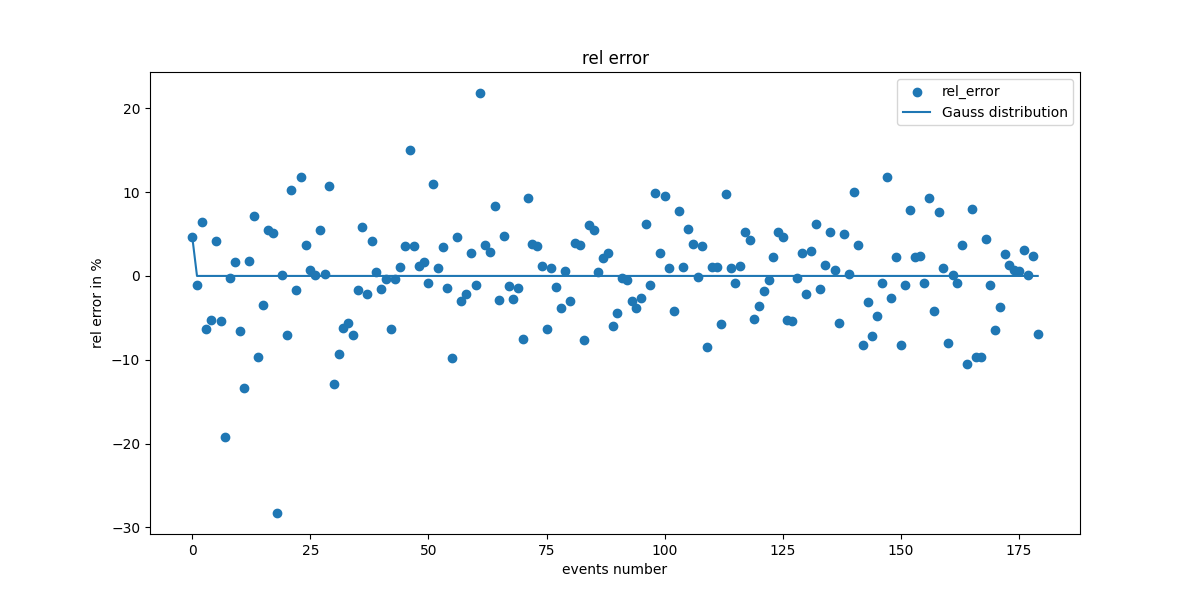 rel error
rel_error
Gauss distribution
rel error in %
20
10
0
−10
−20
−30
0 25 50 75 100 125 150 175
events number